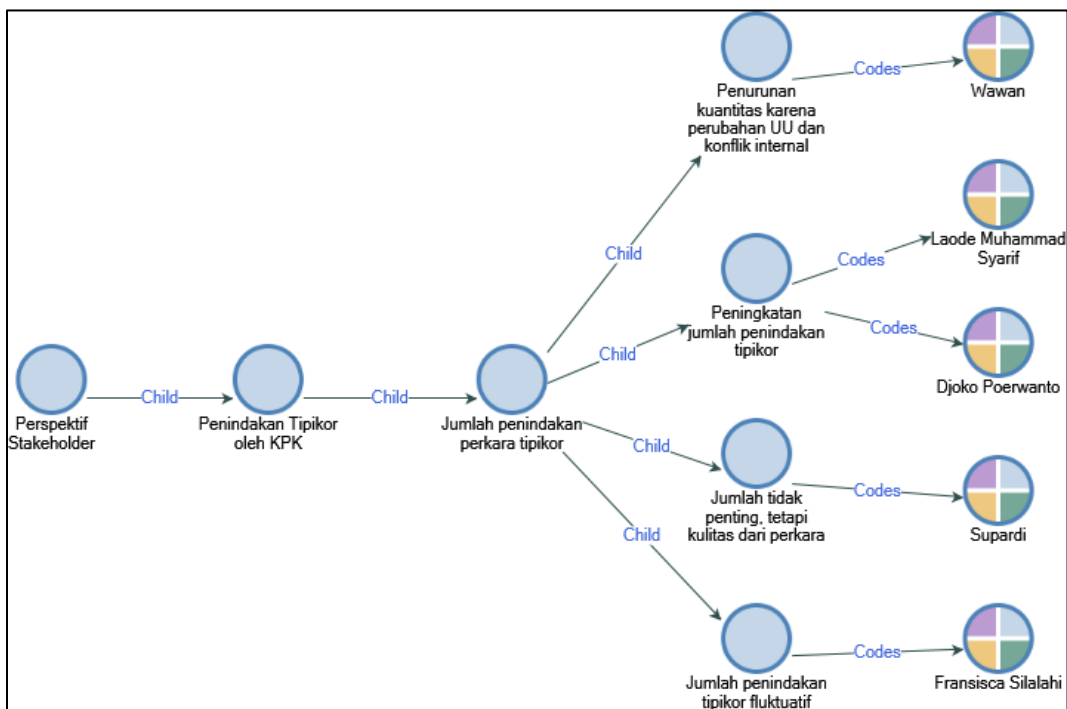 Codes
Penurunan
kuantitas karena
perubahan UU dan
konflik internal
Wawan
Child
Codes
Laode Muhammad
Syarif
Peningkatan
jumlah penindakan
tipikor
Codes
Djoko Poerwanto
Child
Child
Perspektif
Stakeholder
Child
Penindakan Tipikor
oleh KPK
Child
Jumlah penindakan
perkara tipikor
Child
Jumlah tidak
penting, tetapi
kulitas dari perkara
Codes
Supardi
Child
Jumlah penindakan
tipikor fluktuatif
Codes
Fransisca Silalahi